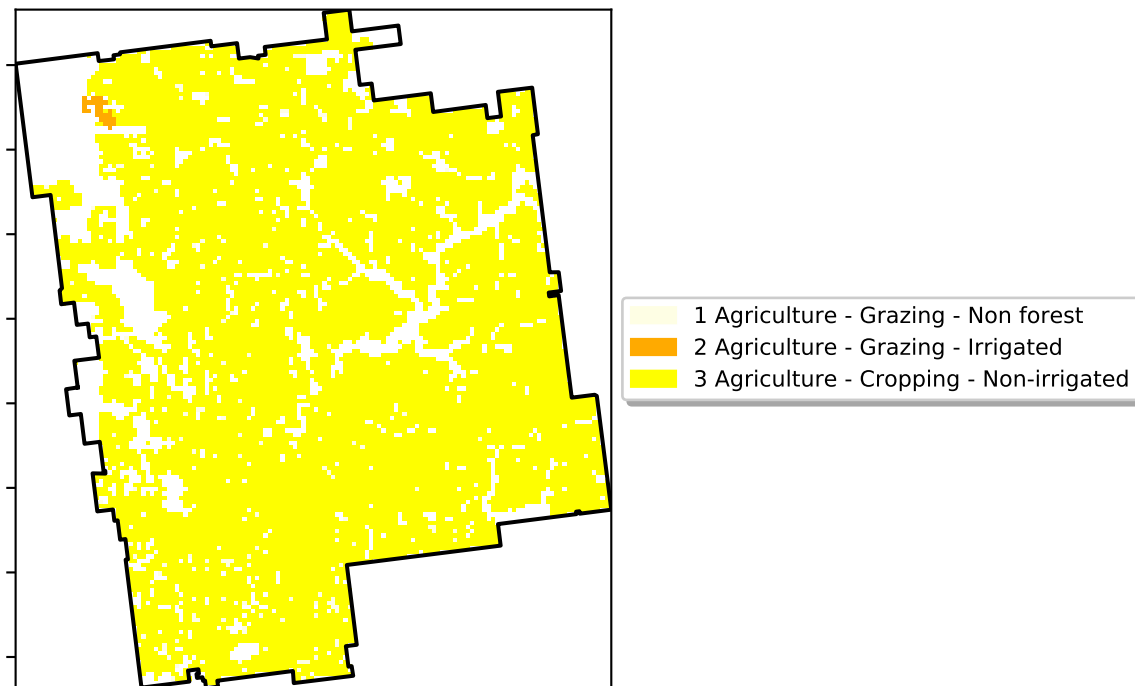 1 Agriculture - Grazing - Non forest
2 Agriculture - Grazing - Irrigated
3 Agriculture - Cropping - Non-irrigated